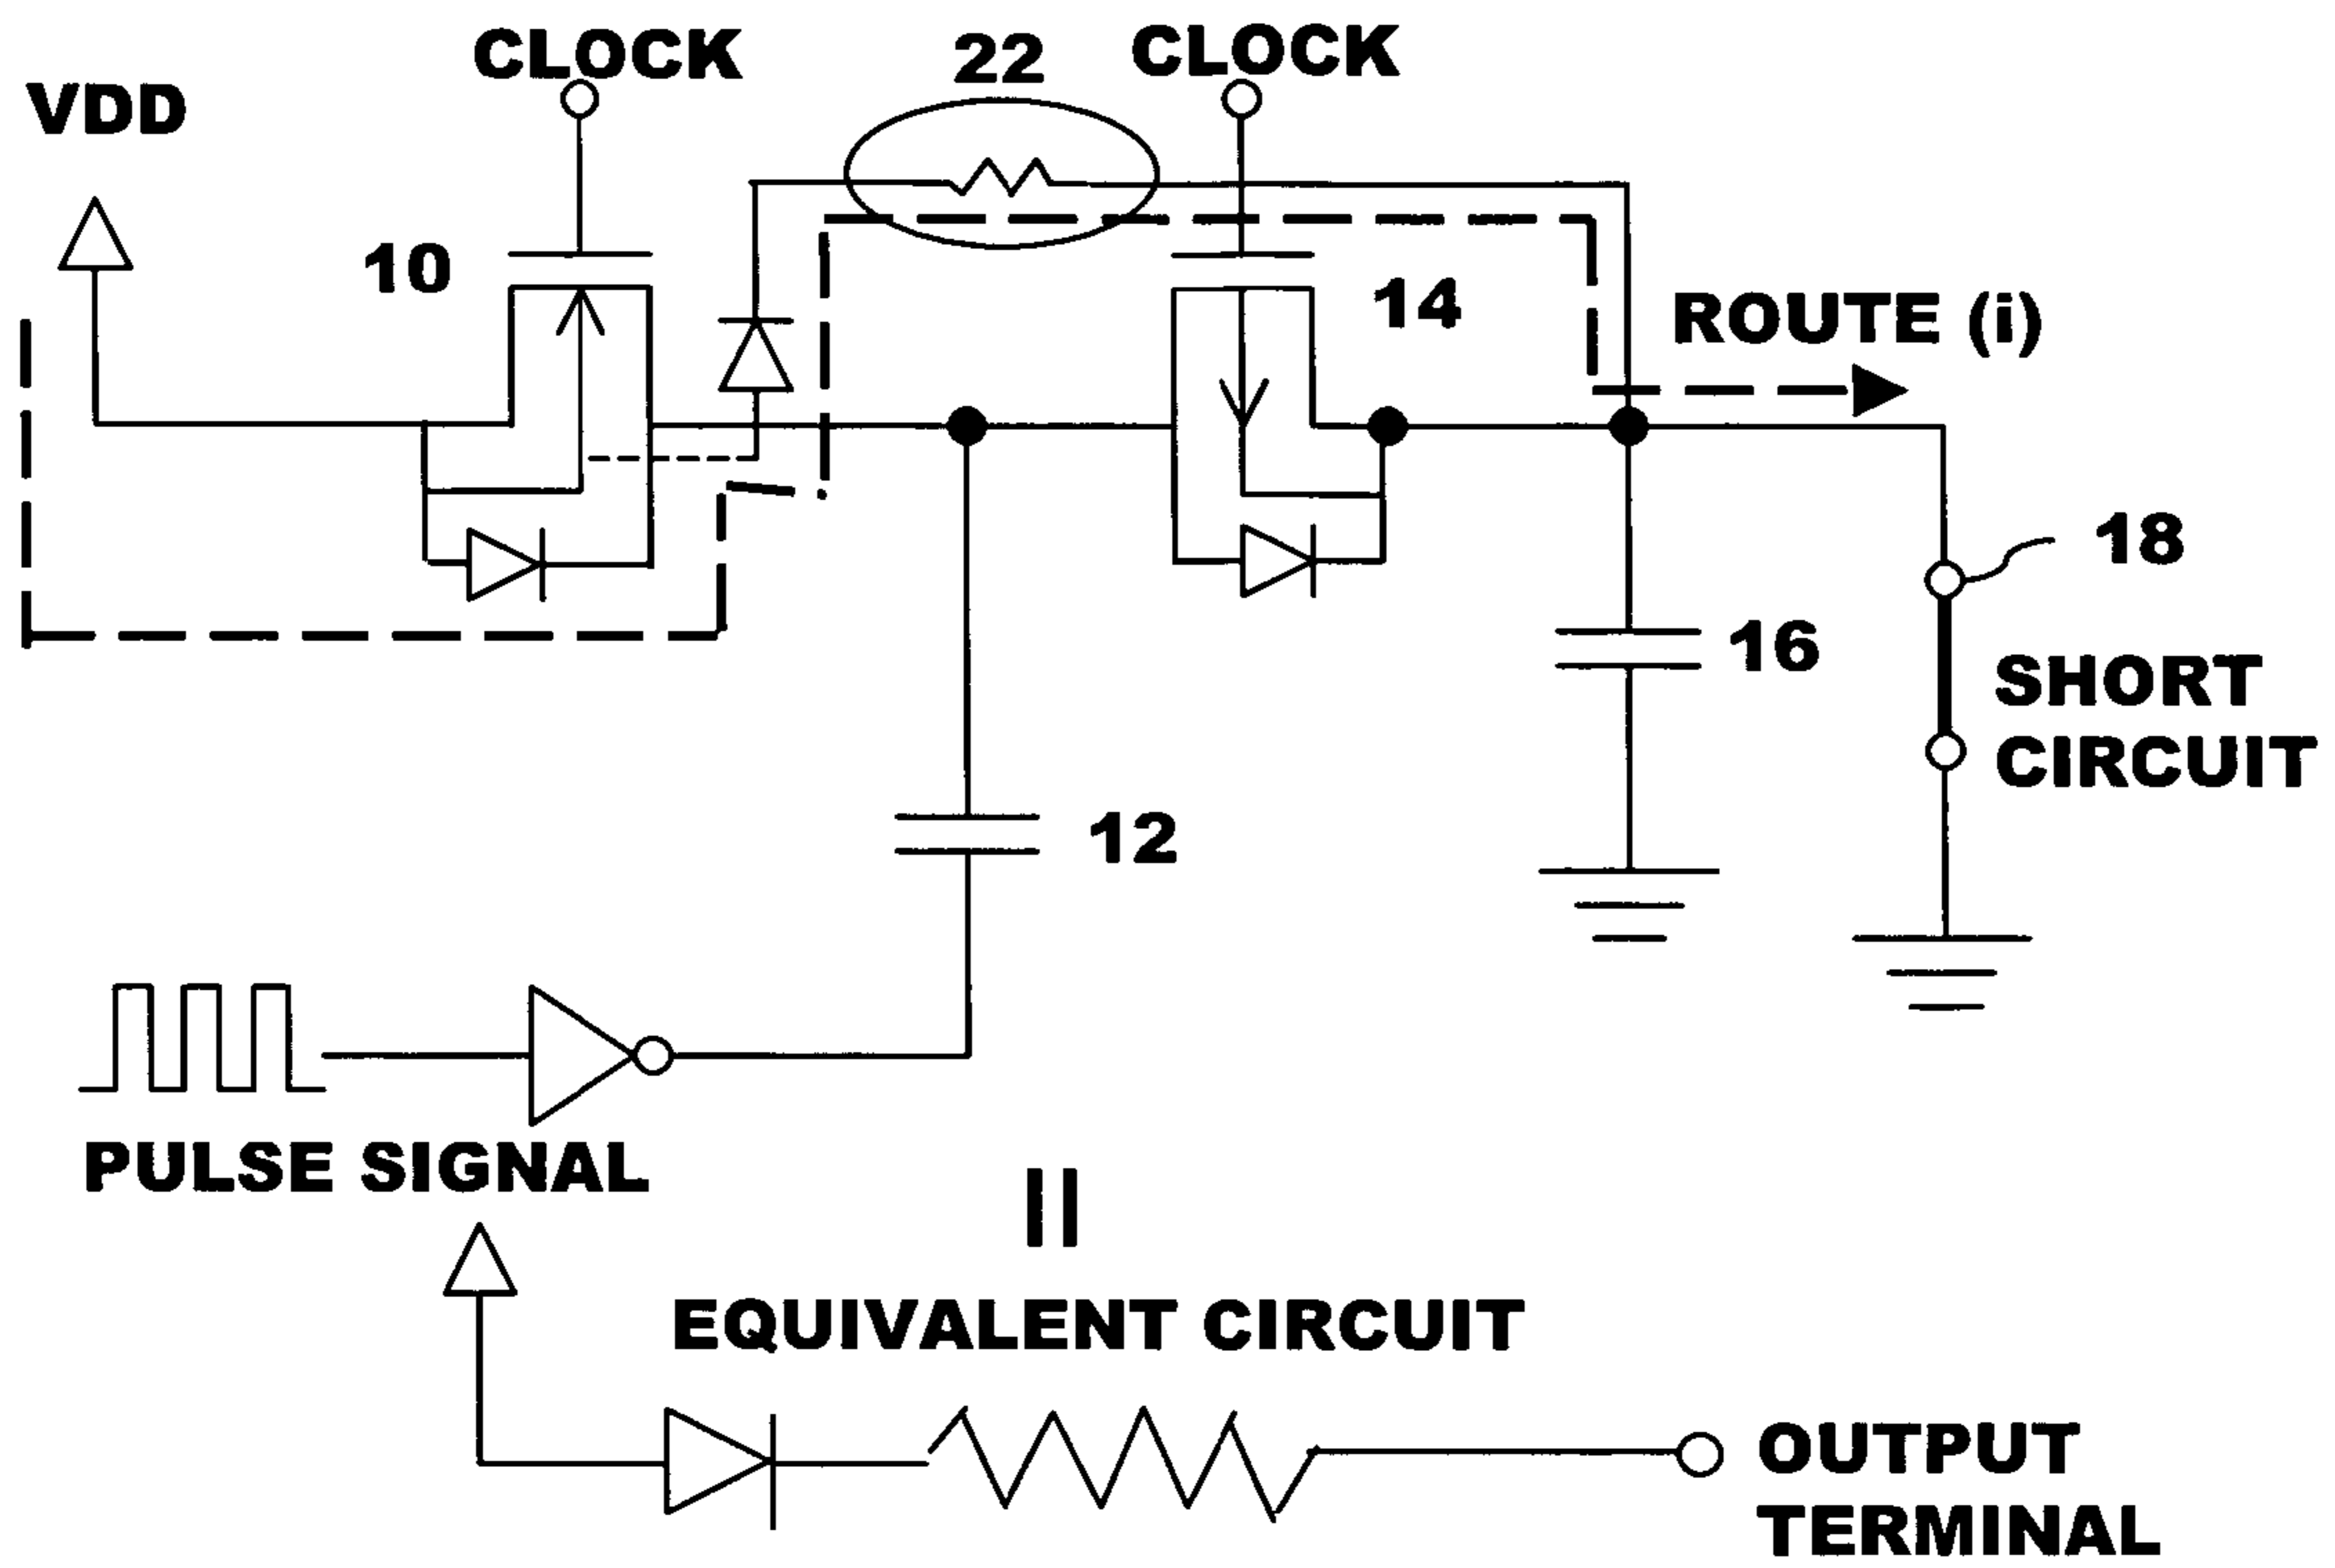 CLOCK
22
CLOCK
VDD
10
14
ROUTE (i)
18
16
SHORT
CIRCUIT
12
PULSE SIGNAL
EQUIVALENT CIRCUIT
OUTPUT
TERMINAL